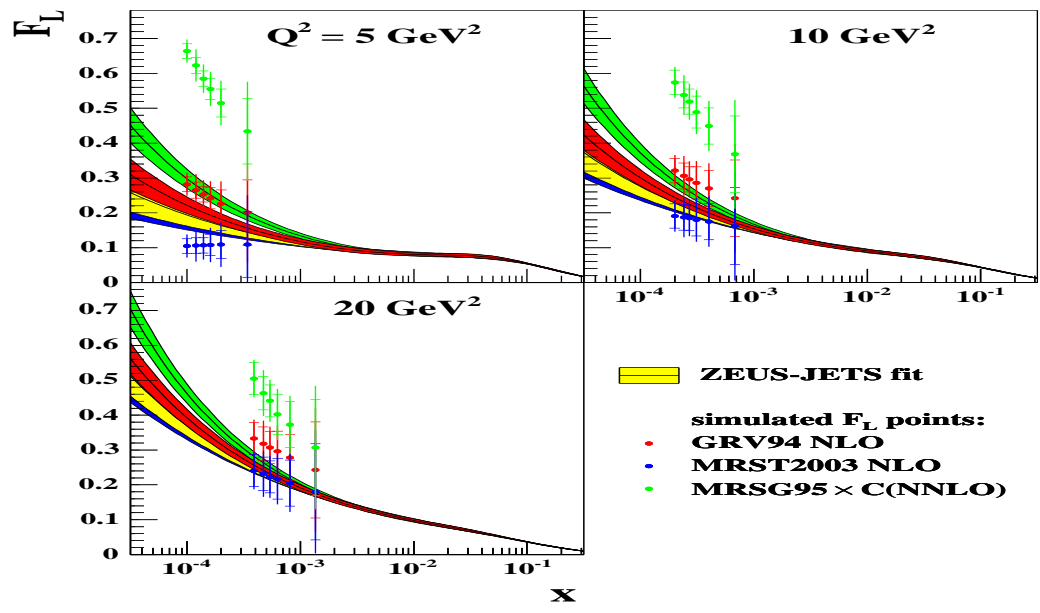 F_L
Q² = 5 GeV²
10 GeV²
0.7
0.6
0.5
0.4
0.3
0.2
0.1
0
10⁻⁴ 10⁻³ 10⁻² 10⁻¹
20 GeV²
0.7
0.6
0.5
0.4
0.3
0.2
0.1
0
10⁻⁴ 10⁻³ 10⁻² 10⁻¹
x
ZEUS-JETS fit
simulated F_L points:
GRV94 NLO
MRST2003 NLO
MRSG95 × C(NNLO)